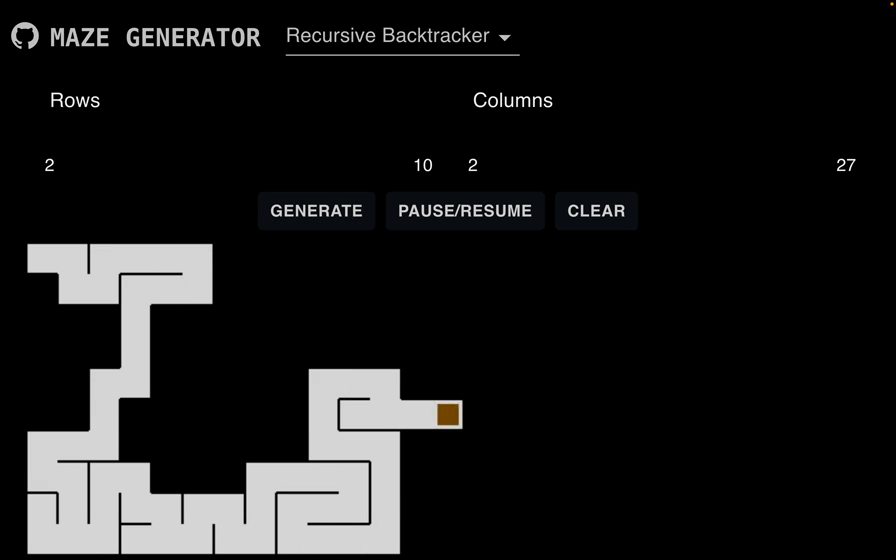 MAZE GENERATOR Recursive Backtracker
Rows Columns
2 10 2 27
GENERATE PAUSE/RESUME CLEAR